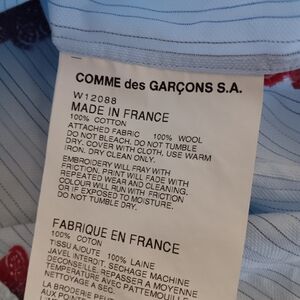 COMME des GARÇONS S.A.
W12088
MADE IN FRANCE
100% COTTON
ATTACHED FABRIC 100% WOOL
DO NOT BLEACH, DO NOT TUMBLE
DRY. COVER WITH CLOTH. USE WARM
IRON. DRY CLEAN ONLY.
EMBROIDERY WILL FRAY WITH
FRICTION. PRINT WILL FADE WITH
REPEATED WEAR AND CLEANING.
COLOUR WILL RUN WITH FRICTION
OR IF EXPOSED TO MOISTURE.
DO NOT TUMBLE DRY.
FABRIQUE EN FRANCE
100% COTON
TISSU AJOUTE 100% LAINE
JAVEL INTERDIT. SECHAGE MACHINE
DECONSEILLE. REPASSER A MOYENNE
TEMPERATURE AVEC PATTEMOUILLE
LA BRODERIE